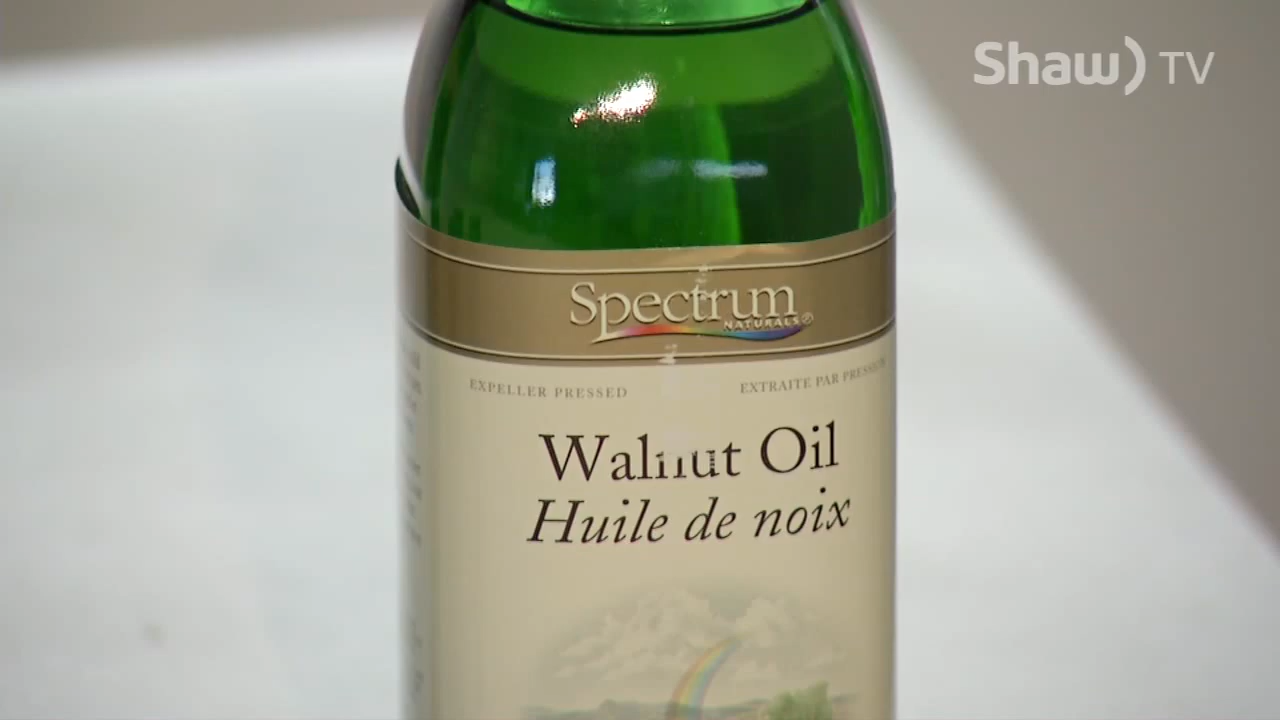 Shaw) TV
Spectrum
NATURALS®
EXPELLER PRESSED
EXTRAITE PAR PRESSION
Walnut Oil
Huile de noix